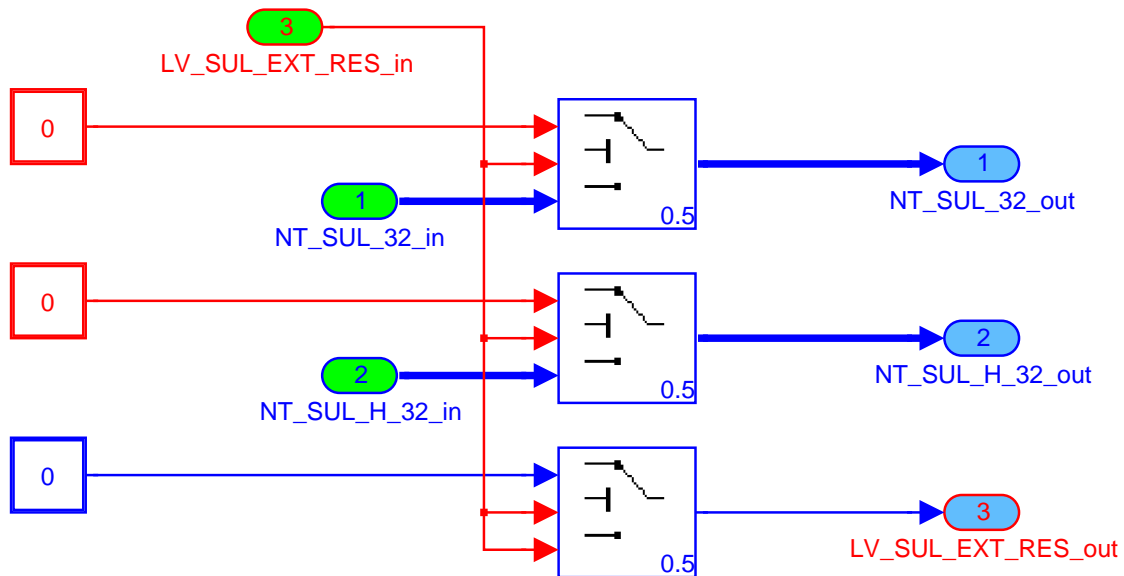 3
LV_SUL_EXT_RES_in
0
1
NT_SUL_32_in
0.5
1
NT_SUL_32_out
0
2
NT_SUL_H_32_in
0.5
2
NT_SUL_H_32_out
0
0.5
3
LV_SUL_EXT_RES_out